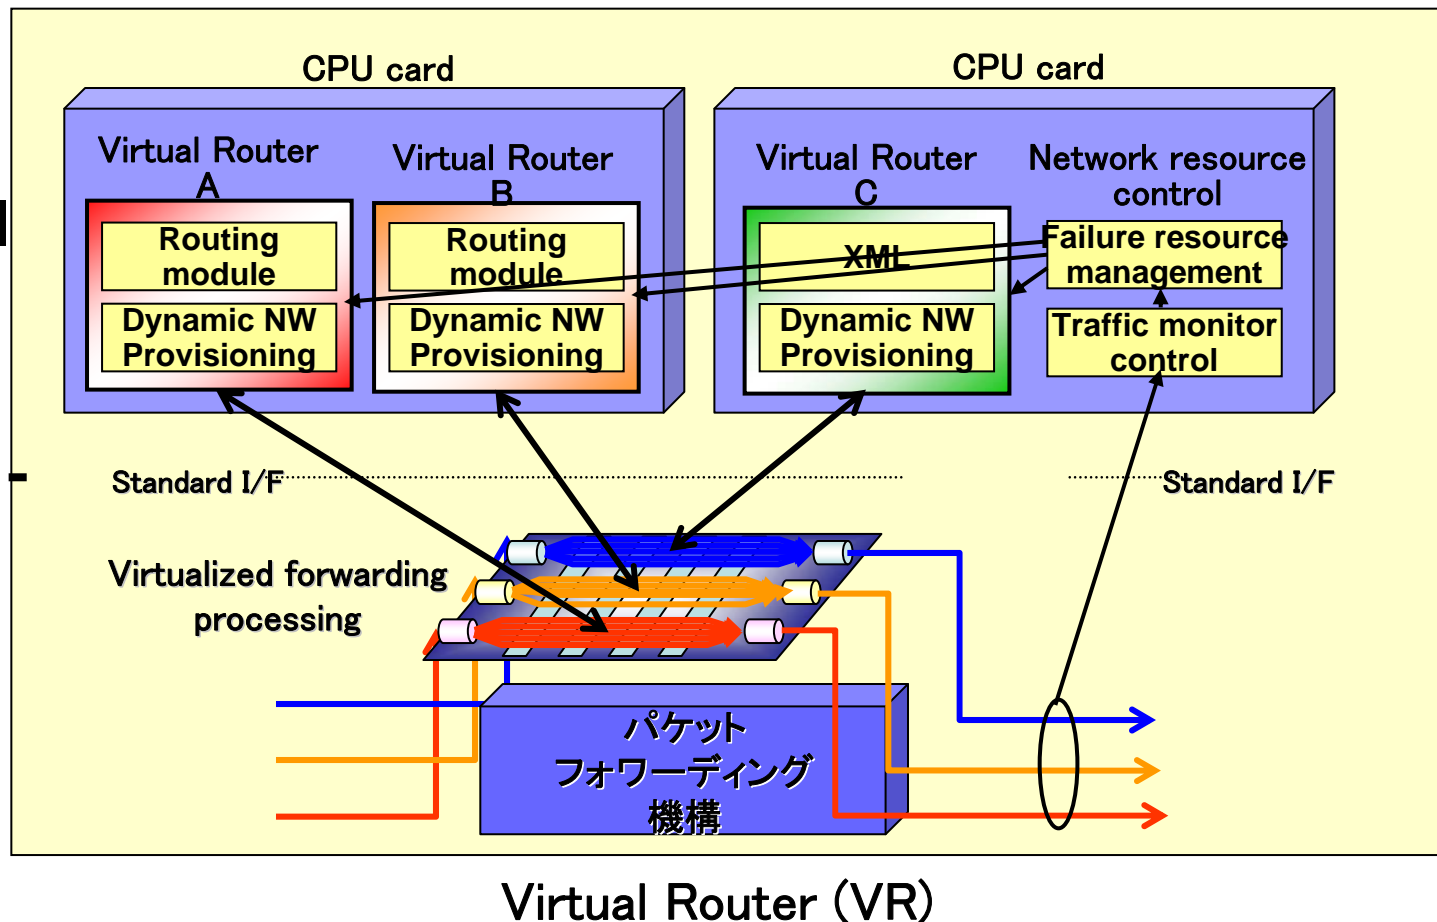 CPU card
CPU card
Virtual Router
A
Virtual Router
B
Virtual Router
C
Network resource
control
Routing
module
Dynamic NW
Provisioning
Routing
module
Dynamic NW
Provisioning
XML
Dynamic NW
Provisioning
Failure resource
management
Traffic monitor
control
Standard I/F
Standard I/F
Virtualized forwarding
processing
パケット
フォワーディング
機構
Virtual Router (VR)